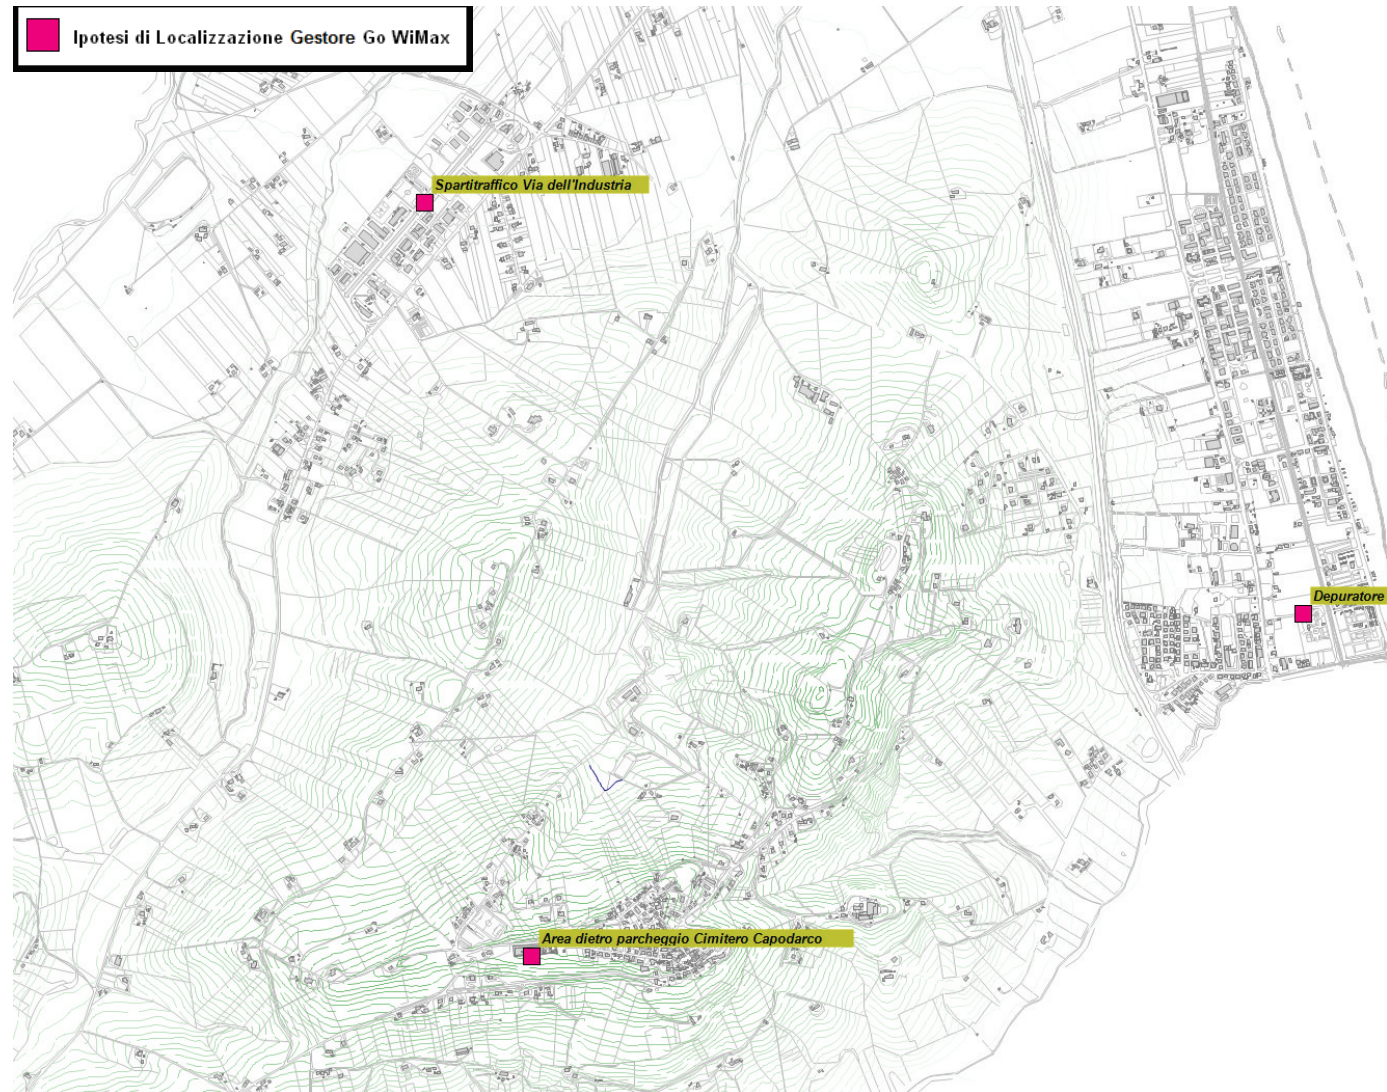 Ipotesi di Localizzazione Gestore Go WiMax
Spartitraffico Via dell'Industria
Depuratore
Area dietro parcheggio Cimitero Capodarco